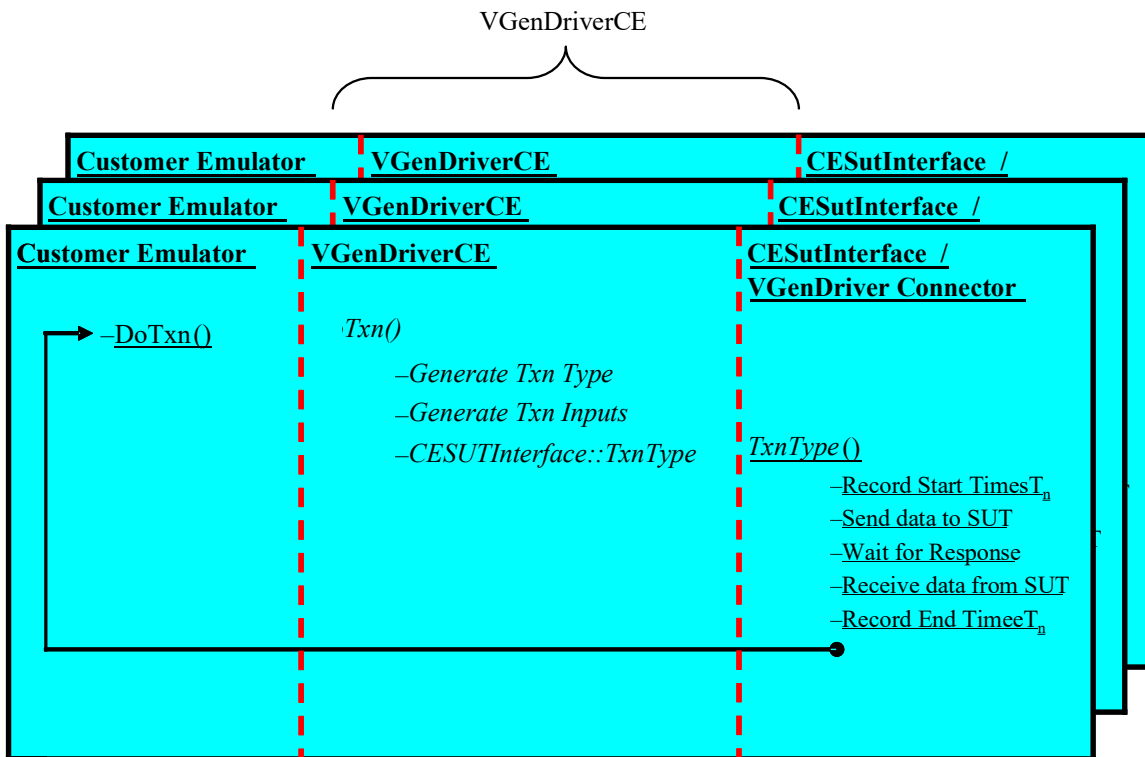 VGenDriverCE
Customer Emulator VGenDriverCE CESutInterface /
Customer Emulator VGenDriverCE CESutInterface /
Customer Emulator VGenDriverCE CESutInterface /
VGenDriver Connector
–DoTxn()
Txn()
–Generate Txn Type
–Generate Txn Inputs
–CESUTInterface::TxnType
TxnType()
–Record Start TimesTn
–Send data to SUT
–Wait for Response
–Receive data from SUT
–Record End TimeeTn